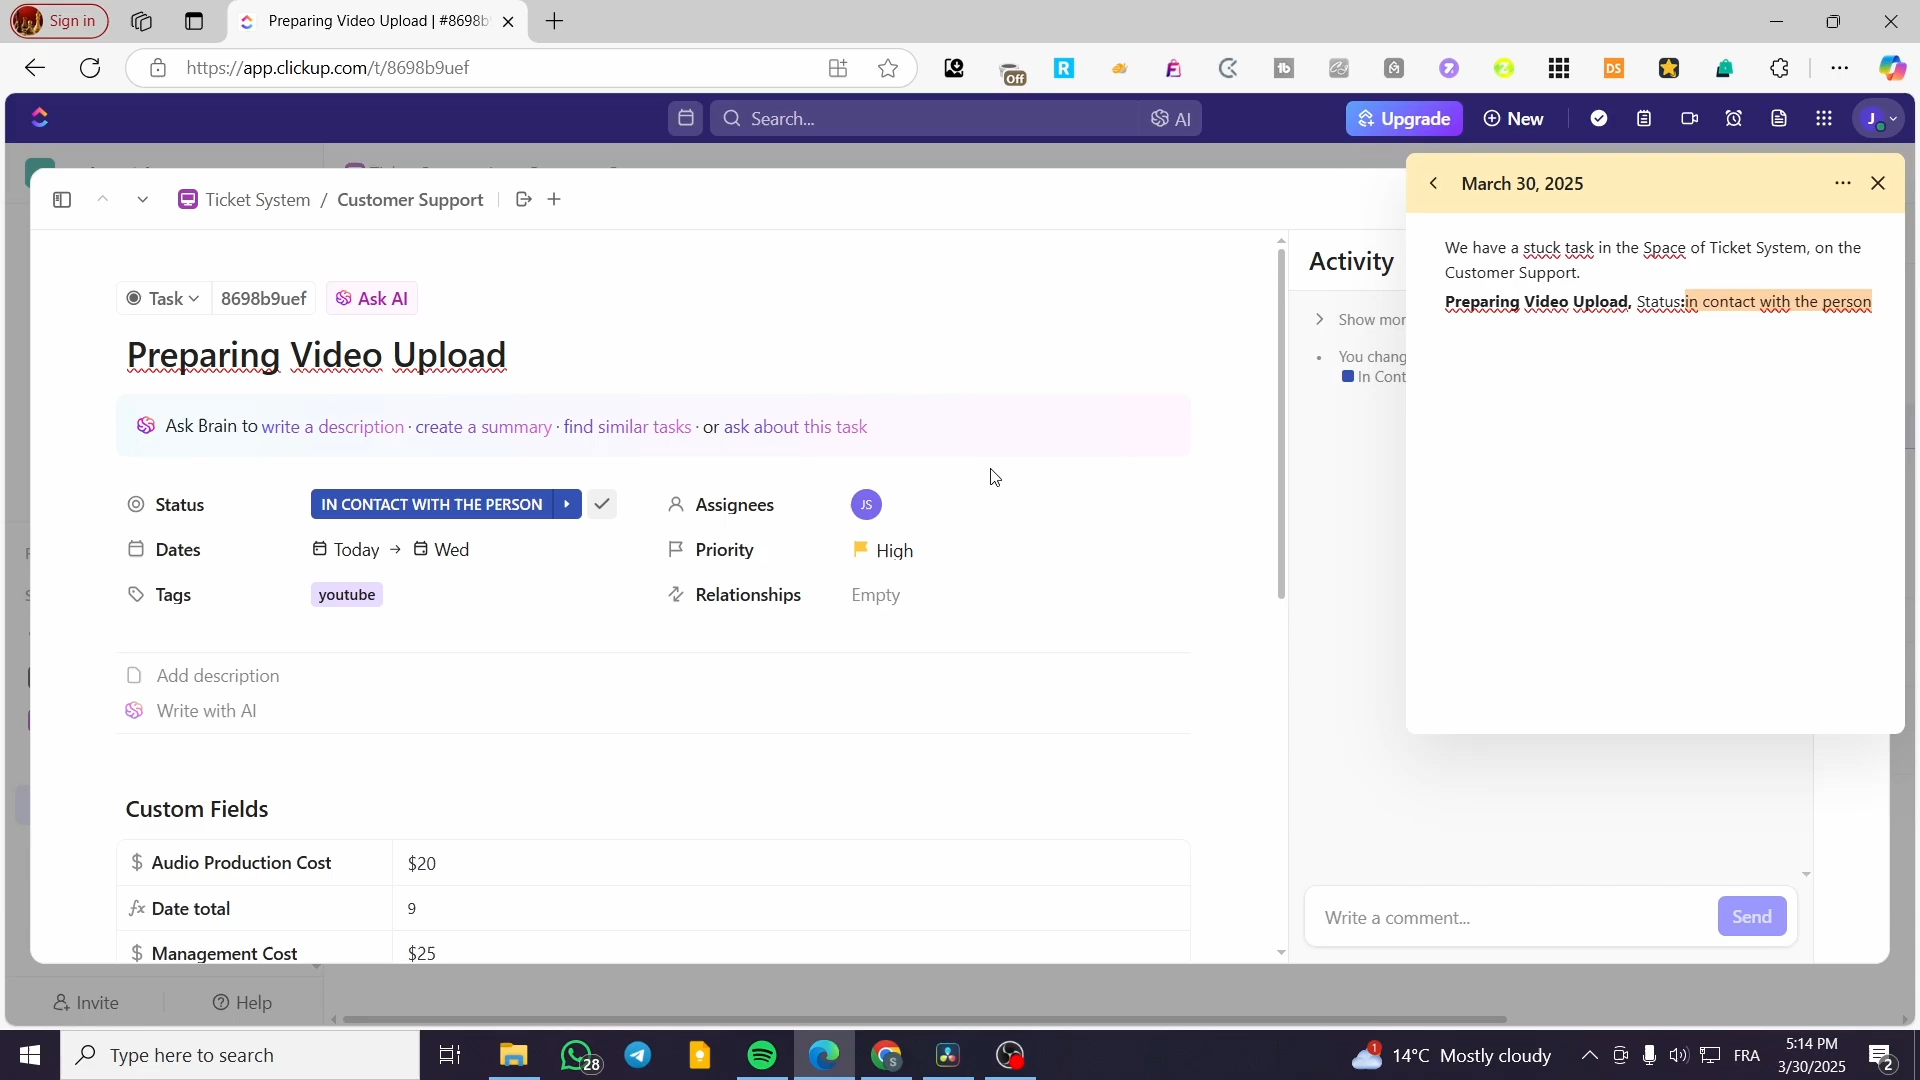 Sign in
Preparing Video Upload | #8698b
https://app.clickup.com/t/8698b9uef
Off
Search...
AI
Upgrade
New
J
Ticket System / Customer Support
Task
8698b9uef
Ask AI
Preparing Video Upload
Ask Brain to write a description · create a summary · find similar tasks · or ask about this task
Status
IN CONTACT WITH THE PERSON
Assignees
JS
Dates
Today
Wed
Priority
High
Tags
youtube
Relationships
Empty
Add description
Write with AI
Custom Fields
Audio Production Cost
$20
Date total
9
Management Cost
$25
Activity
Show mor
You chang
In Cont
Write a comment...
Send
March 30, 2025
We have a stuck task in the Space of Ticket System, on the
Customer Support.
Preparing Video Upload, Status:in contact with the person
Invite
Help
Type here to search
28
1
14°C Mostly cloudy
FRA
5:14 PM
3/30/2025
2